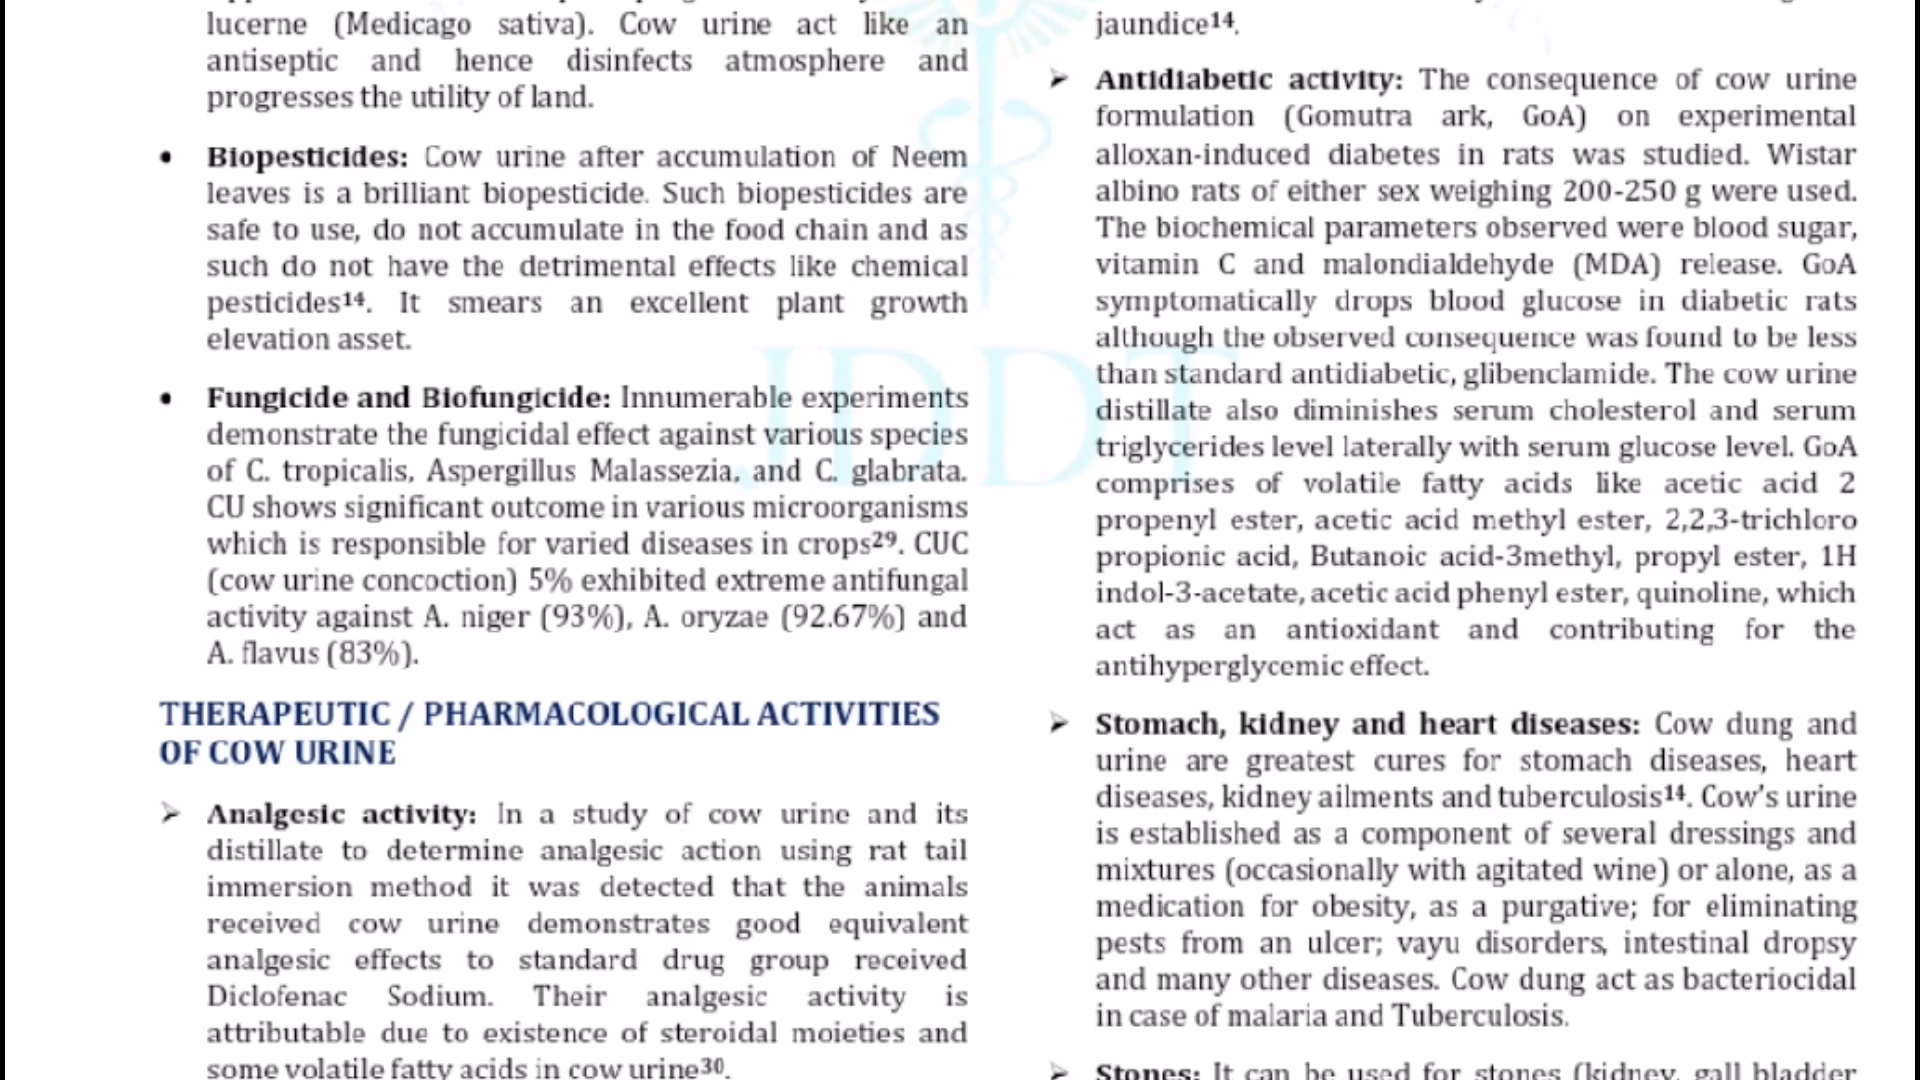 lucerne (Medicago sativa). Cow urine act like an
antiseptic and hence disinfects atmosphere and
progresses the utility of land.
• Biopesticides: Cow urine after accumulation of Neem
leaves is a brilliant biopesticide. Such biopesticides are
safe to use, do not accumulate in the food chain and as
such do not have the detrimental effects like chemical
pesticides¹⁴. It smears an excellent plant growth
elevation asset.
• Fungicide and Biofungicide: Innumerable experiments
demonstrate the fungicidal effect against various species
of C. tropicalis, Aspergillus Malassezia, and C. glabrata.
CU shows significant outcome in various microorganisms
which is responsible for varied diseases in crops²⁹. CUC
(cow urine concoction) 5% exhibited extreme antifungal
activity against A. niger (93%), A. oryzae (92.67%) and
A. flavus (83%).
THERAPEUTIC / PHARMACOLOGICAL ACTIVITIES
OF COW URINE
➢ Analgesic activity: In a study of cow urine and its
distillate to determine analgesic action using rat tail
immersion method it was detected that the animals
received cow urine demonstrates good equivalent
analgesic effects to standard drug group received
Diclofenac Sodium. Their analgesic activity is
attributable due to existence of steroidal moieties and
some volatile fatty acids in cow urine³⁰.
jaundice¹⁴.
➢ Antidiabetic activity: The consequence of cow urine
formulation (Gomutra ark, GoA) on experimental
alloxan-induced diabetes in rats was studied. Wistar
albino rats of either sex weighing 200-250 g were used.
The biochemical parameters observed were blood sugar,
vitamin C and malondialdehyde (MDA) release. GoA
symptomatically drops blood glucose in diabetic rats
although the observed consequence was found to be less
than standard antidiabetic, glibenclamide. The cow urine
distillate also diminishes serum cholesterol and serum
triglycerides level laterally with serum glucose level. GoA
comprises of volatile fatty acids like acetic acid 2
propenyl ester, acetic acid methyl ester, 2,2,3-trichloro
propionic acid, Butanoic acid-3methyl, propyl ester, 1H
indol-3-acetate, acetic acid phenyl ester, quinoline, which
act as an antioxidant and contributing for the
antihyperglycemic effect.
➢ Stomach, kidney and heart diseases: Cow dung and
urine are greatest cures for stomach diseases, heart
diseases, kidney ailments and tuberculosis¹⁴. Cow's urine
is established as a component of several dressings and
mixtures (occasionally with agitated wine) or alone, as a
medication for obesity, as a purgative; for eliminating
pests from an ulcer; vayu disorders, intestinal dropsy
and many other diseases. Cow dung act as bacteriocidal
in case of malaria and Tuberculosis.
➢ Stones: It can be used for stones (kidney, gall bladder
JDDT